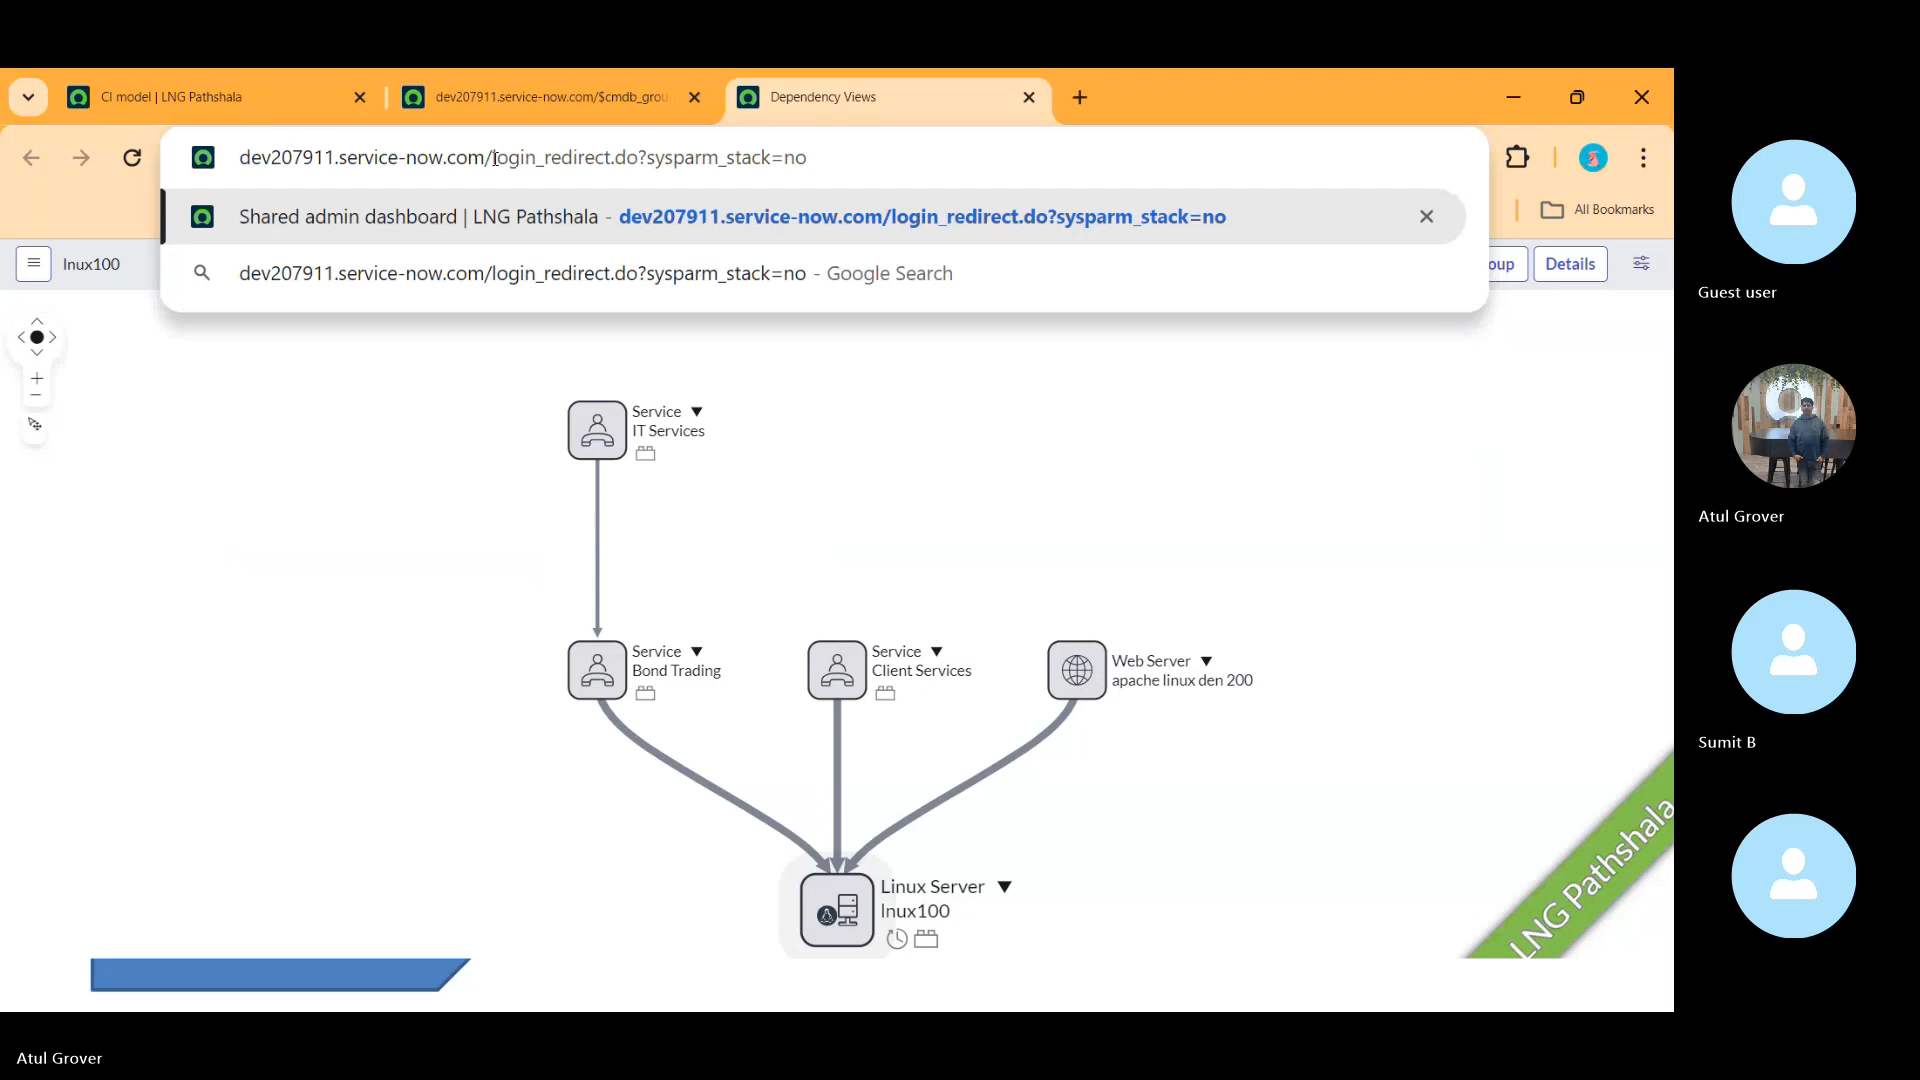 CI model | LNG Pathshala
dev207911.service-now.com/$cmdb_grou
Dependency Views
dev207911.service-now.com/login_redirect.do?sysparm_stack=no
Shared admin dashboard | LNG Pathshala - dev207911.service-now.com/login_redirect.do?sysparm_stack=no
dev207911.service-now.com/login_redirect.do?sysparm_stack=no - Google Search
All Bookmarks
lnux100
oup
Details
Service
IT Services
Service
Bond Trading
Service
Client Services
Web Server
apache linux den 200
Linux Server
lnux100
LNG Pathshala
Guest user
Atul Grover
Sumit B
Atul Grover